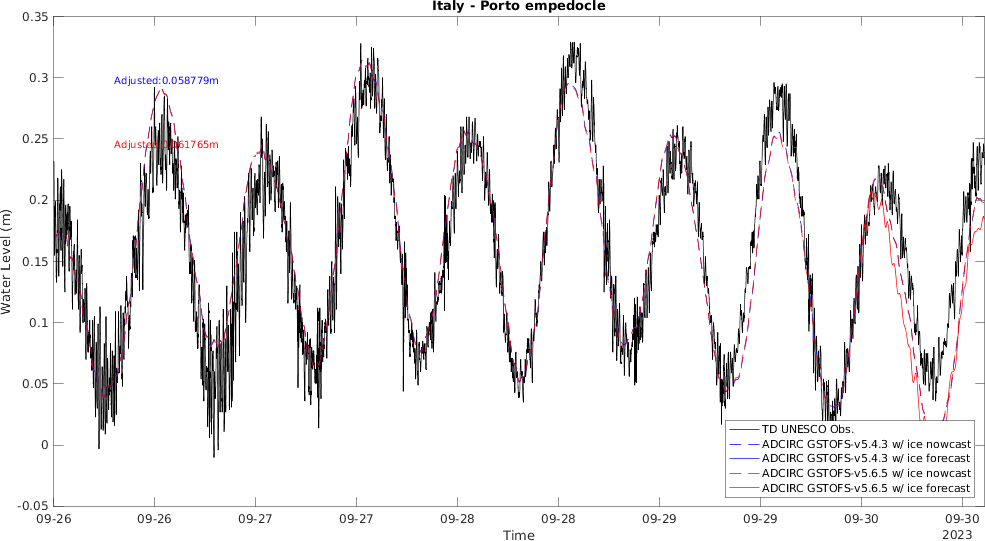 Italy - Porto empedocle
0.35
0.3
0.25
0.2
0.15
0.1
0.05
0
-0.05
Water Level (m)
Adjusted:0.058779m
Adjusted:0.061765m
TD UNESCO Obs.
ADCIRC GSTOFS-v5.4.3 w/ ice nowcast
ADCIRC GSTOFS-v5.4.3 w/ ice forecast
ADCIRC GSTOFS-v5.6.5 w/ ice nowcast
ADCIRC GSTOFS-v5.6.5 w/ ice forecast
09-26 09-26 09-27 09-27 09-28 09-28 09-29 09-29 09-30 09-30
Time
2023